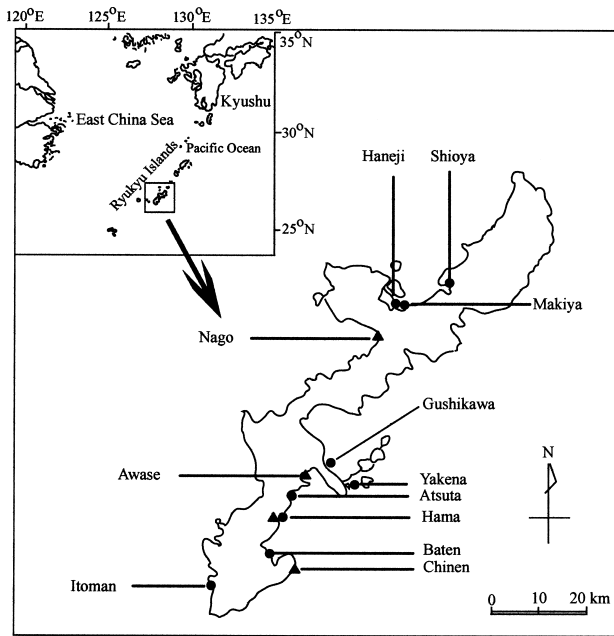 120°E 125°E 130°E 135°E
35°N
Kyushu
East China Sea
30°N
Pacific Ocean
Ryukyu Islands
25°N
Haneji Shioya
Makiya
Nago
Gushikawa
N
Awase
Yakena
Atsuta
Hama
Baten
Chinen
Itoman
0 10 20 km